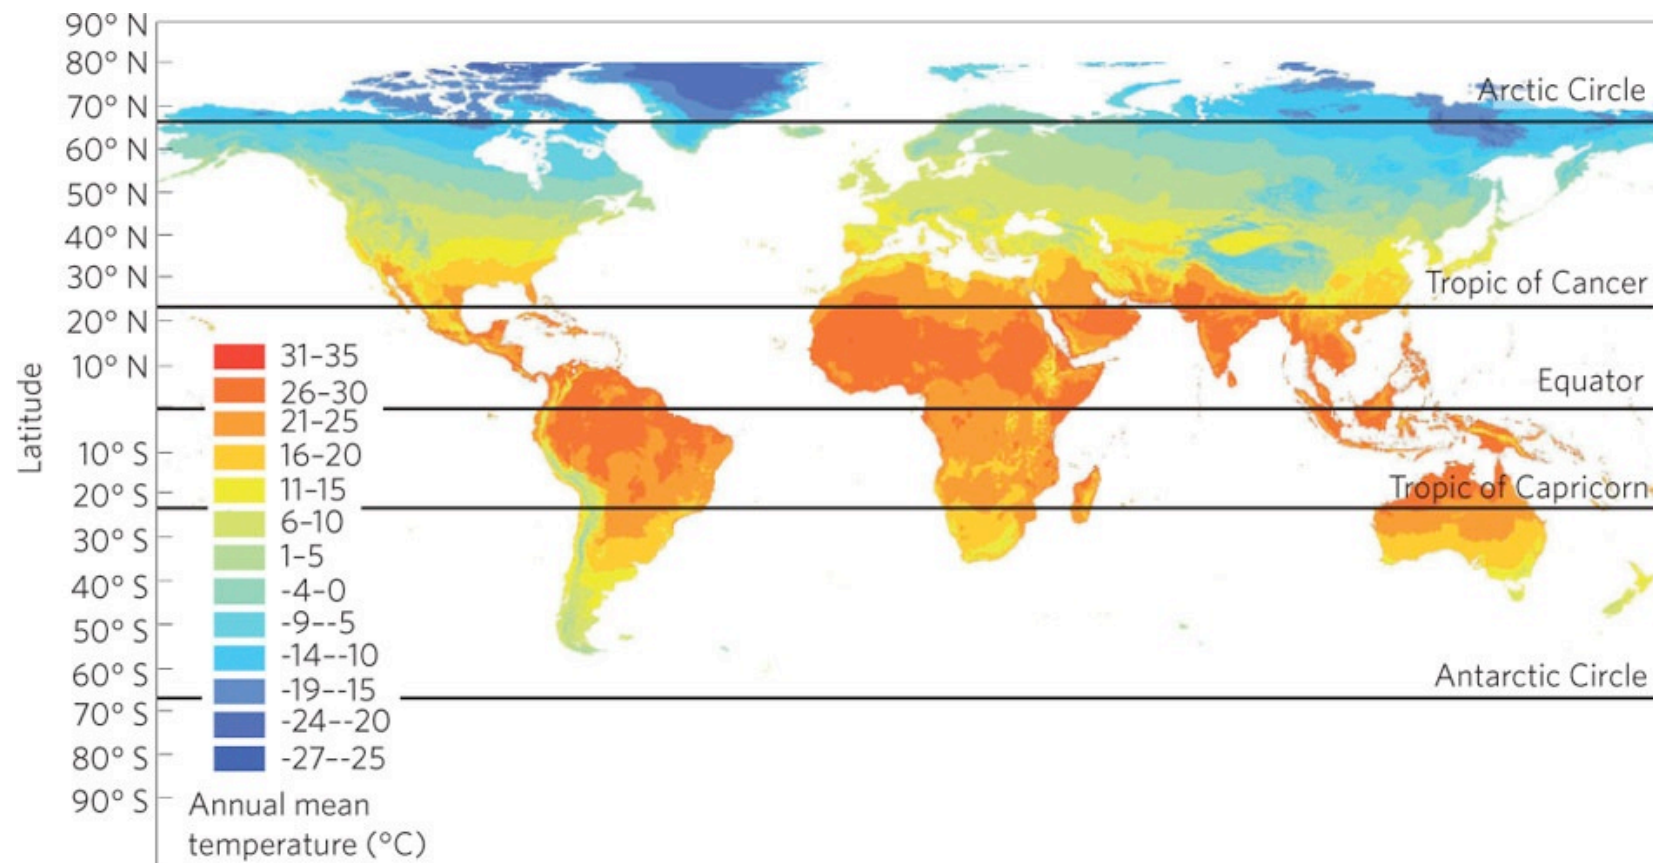 90° N
80° N
70° N
60° N
50° N
40° N
30° N
20° N
10° N
10° S
20° S
30° S
40° S
50° S
60° S
70° S
80° S
90° S
Latitude
Arctic Circle
Tropic of Cancer
Equator
Tropic of Capricorn
Antarctic Circle
31–35
26–30
21–25
16–20
11–15
6–10
1–5
-4–0
-9–-5
-14–-10
-19–-15
-24–-20
-27–-25
Annual mean
temperature (°C)